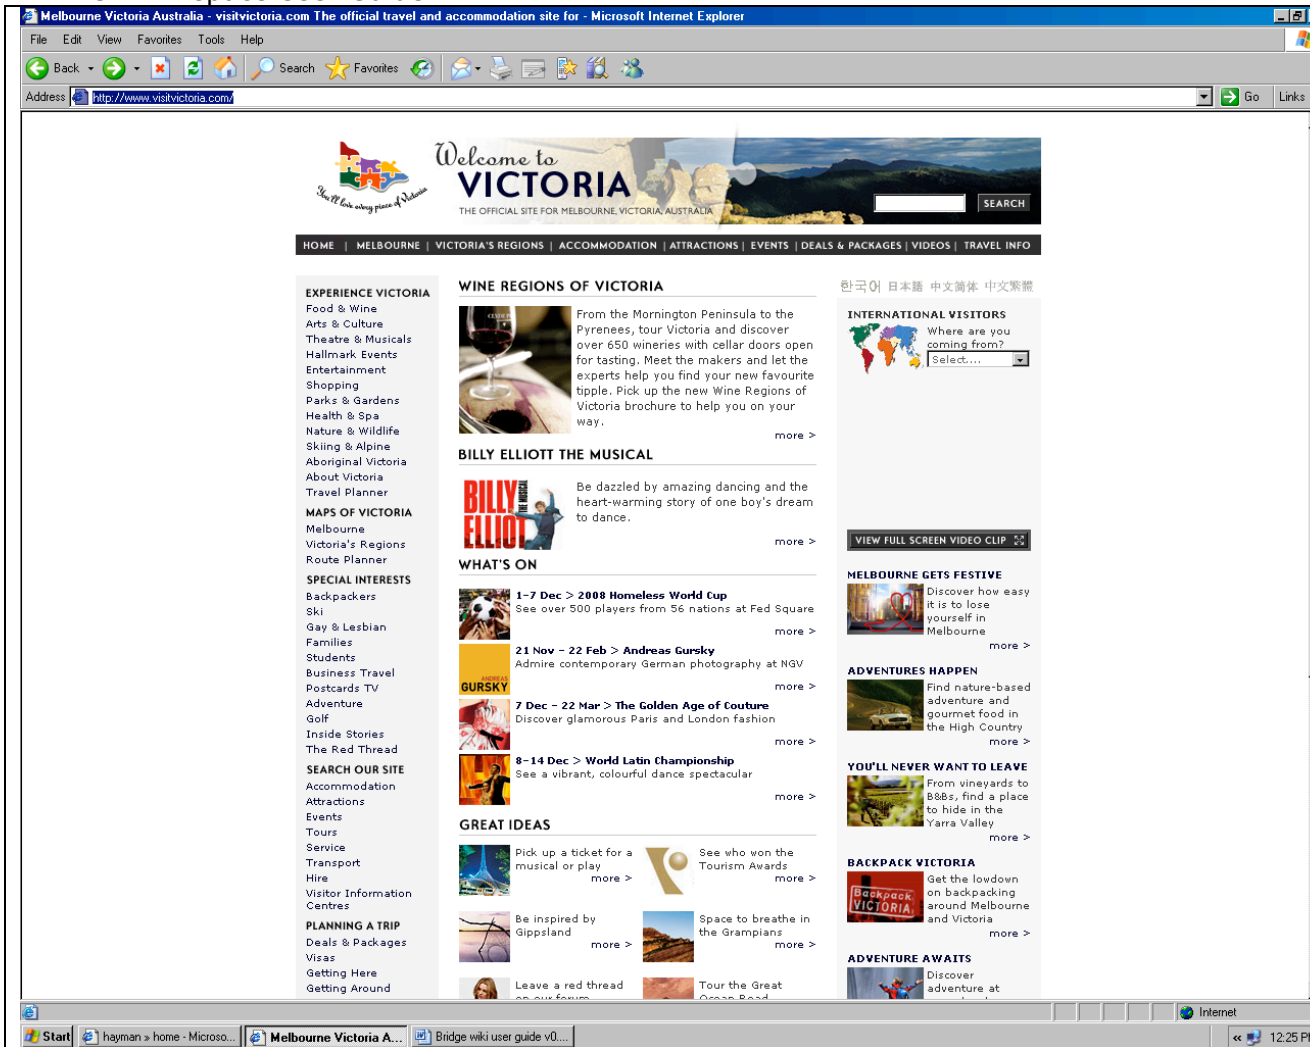 Melbourne Victoria Australia - visitvictoria.com The official travel and accommodation site for - Microsoft Internet Explorer
File Edit View Favorites Tools Help
Back Search Favorites
Address http://www.visitvictoria.com/ Go Links
You'll love every piece of Victoria
Welcome to
VICTORIA
THE OFFICIAL SITE FOR MELBOURNE, VICTORIA, AUSTRALIA
SEARCH
HOME | MELBOURNE | VICTORIA'S REGIONS | ACCOMMODATION | ATTRACTIONS | EVENTS | DEALS & PACKAGES | VIDEOS | TRAVEL INFO
EXPERIENCE VICTORIA
Food & Wine
Arts & Culture
Theatre & Musicals
Hallmark Events
Entertainment
Shopping
Parks & Gardens
Health & Spa
Nature & Wildlife
Skiing & Alpine
Aboriginal Victoria
About Victoria
Travel Planner
MAPS OF VICTORIA
Melbourne
Victoria's Regions
Route Planner
SPECIAL INTERESTS
Backpackers
Ski
Gay & Lesbian
Families
Students
Business Travel
Postcards TV
Adventure
Golf
Inside Stories
The Red Thread
SEARCH OUR SITE
Accommodation
Attractions
Events
Tours
Service
Transport
Hire
Visitor Information
Centres
PLANNING A TRIP
Deals & Packages
Visas
Getting Here
Getting Around
WINE REGIONS OF VICTORIA
From the Mornington Peninsula to the
Pyrenees, tour Victoria and discover
over 650 wineries with cellar doors open
for tasting. Meet the makers and let the
experts help you find your new favourite
tipple. Pick up the new Wine Regions of
Victoria brochure to help you on your
way.
more >
BILLY ELLIOTT THE MUSICAL
BILLY
ELLIOT
THE MUSICAL
Be dazzled by amazing dancing and the
heart-warming story of one boy's dream
to dance.
more >
WHAT'S ON
1-7 Dec > 2008 Homeless World Cup
See over 500 players from 56 nations at Fed Square
more >
ANDREAS
GURSKY
21 Nov - 22 Feb > Andreas Gursky
Admire contemporary German photography at NGV
more >
7 Dec - 22 Mar > The Golden Age of Couture
Discover glamorous Paris and London fashion
more >
8-14 Dec > World Latin Championship
See a vibrant, colourful dance spectacular
more >
GREAT IDEAS
Pick up a ticket for a
musical or play
more >
See who won the
Tourism Awards
more >
Be inspired by
Gippsland
more >
Space to breathe in
the Grampians
more >
Leave a red thread
on our forum
Tour the Great
Ocean Road
한국어 日本語 中文简体 中文繁體
INTERNATIONAL VISITORS
Where are you
coming from?
Select....
VIEW FULL SCREEN VIDEO CLIP
MELBOURNE GETS FESTIVE
Discover how easy
it is to lose
yourself in
Melbourne
more >
ADVENTURES HAPPEN
Find nature-based
adventure and
gourmet food in
the High Country
more >
YOU'LL NEVER WANT TO LEAVE
From vineyards to
B&Bs, find a place
to hide in the
Yarra Valley
more >
BACKPACK VICTORIA
Backpack
VICTORIA
Get the lowdown
on backpacking
around Melbourne
and Victoria
more >
ADVENTURE AWAITS
Discover
adventure at
Internet
Start hayman » home - Microso... Melbourne Victoria A... Bridge wiki user guide v0.... 12:25 P